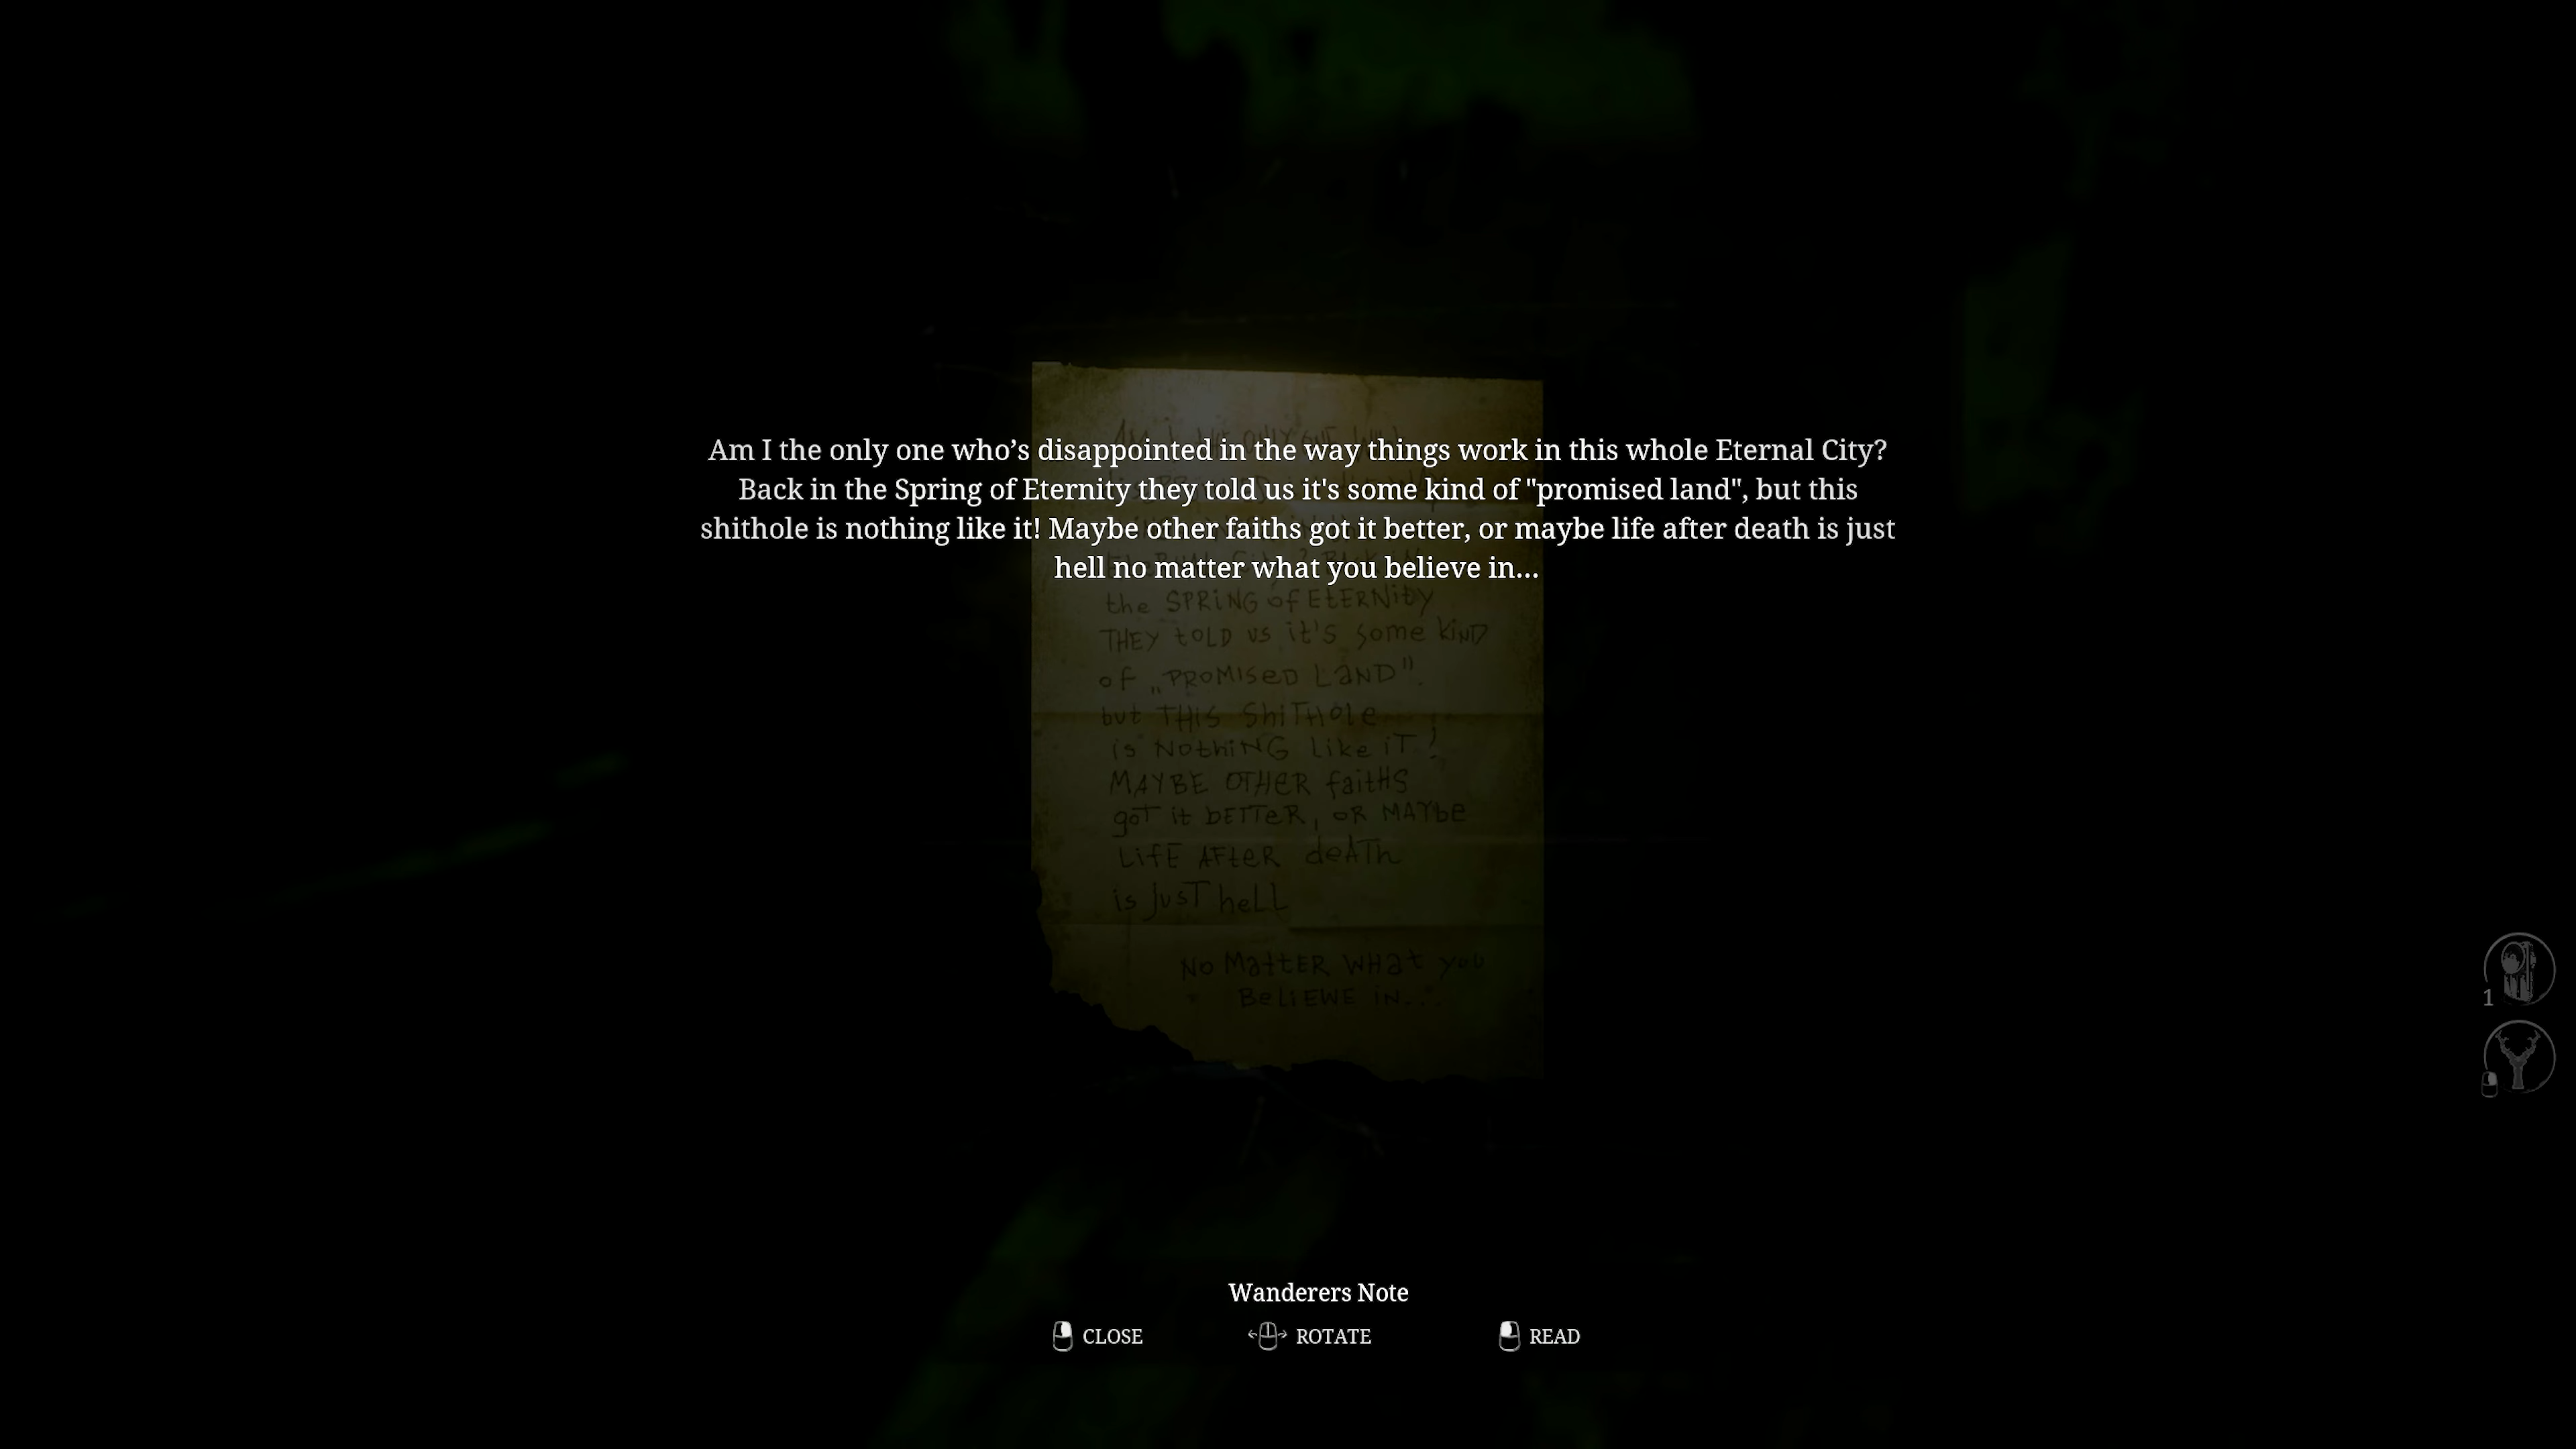 Am I the only one who’s disappointed in the way things work in this whole Eternal City?
Back in the Spring of Eternity they told us it's some kind of "promised land", but this
shithole is nothing like it! Maybe other faiths got it better, or maybe life after death is just
hell no matter what you believe in...
the SPRiNG of EtERNity
THEY tOLD us it's some KiND
of „PROMiSeD LaND".
but THiS ShiTHole
is NothiNG Like iT!
MAYBE OTHeR faitHS
goT it bETTeR, OR MAYbe
LifE AFteR deATh
is jusT heLL
No MattER WHat you
BeLiEWE iN...
1
Wanderers Note
CLOSE
ROTATE
READ